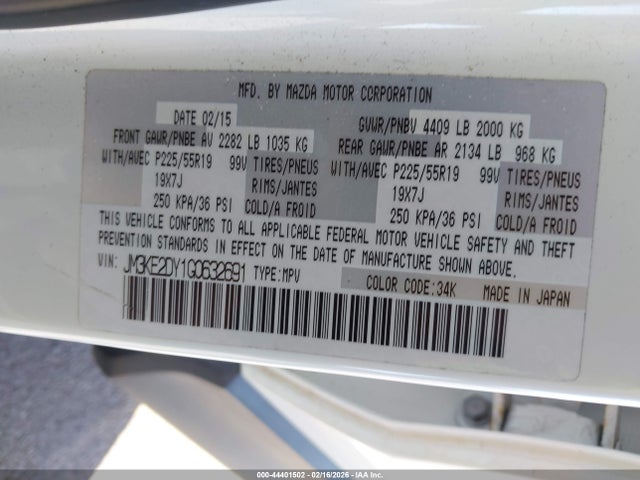 MFD. BY MAZDA MOTOR CORPORATION
DATE 02/15 GVWR/PNBV 4409 LB 2000 KG
FRONT GAWR/PNBE AV 2282 LB 1035 KG REAR GAWR/PNBE AR 2134 LB 968 KG
WITH/AVEC P225/55R19 99V TIRES/PNEUS WITH/AVEC P225/55R19 99V TIRES/PNEUS
19X7J RIMS/JANTES 19X7J RIMS/JANTES
250 KPA/36 PSI COLD/A FROID 250 KPA/36 PSI COLD/A FROID
THIS VEHICLE CONFORMS TO ALL APPLICABLE FEDERAL MOTOR VEHICLE SAFETY AND THEFT
PREVENTION STANDARDS IN EFFECT ON THE DATE OF MANUFACTURE SHOWN ABOVE.
VIN: JM3KE2DY1G0632691 TYPE:MPV COLOR CODE:34K MADE IN JAPAN
000-44401502 - 02/16/2026 - IAAI/COPART INC.